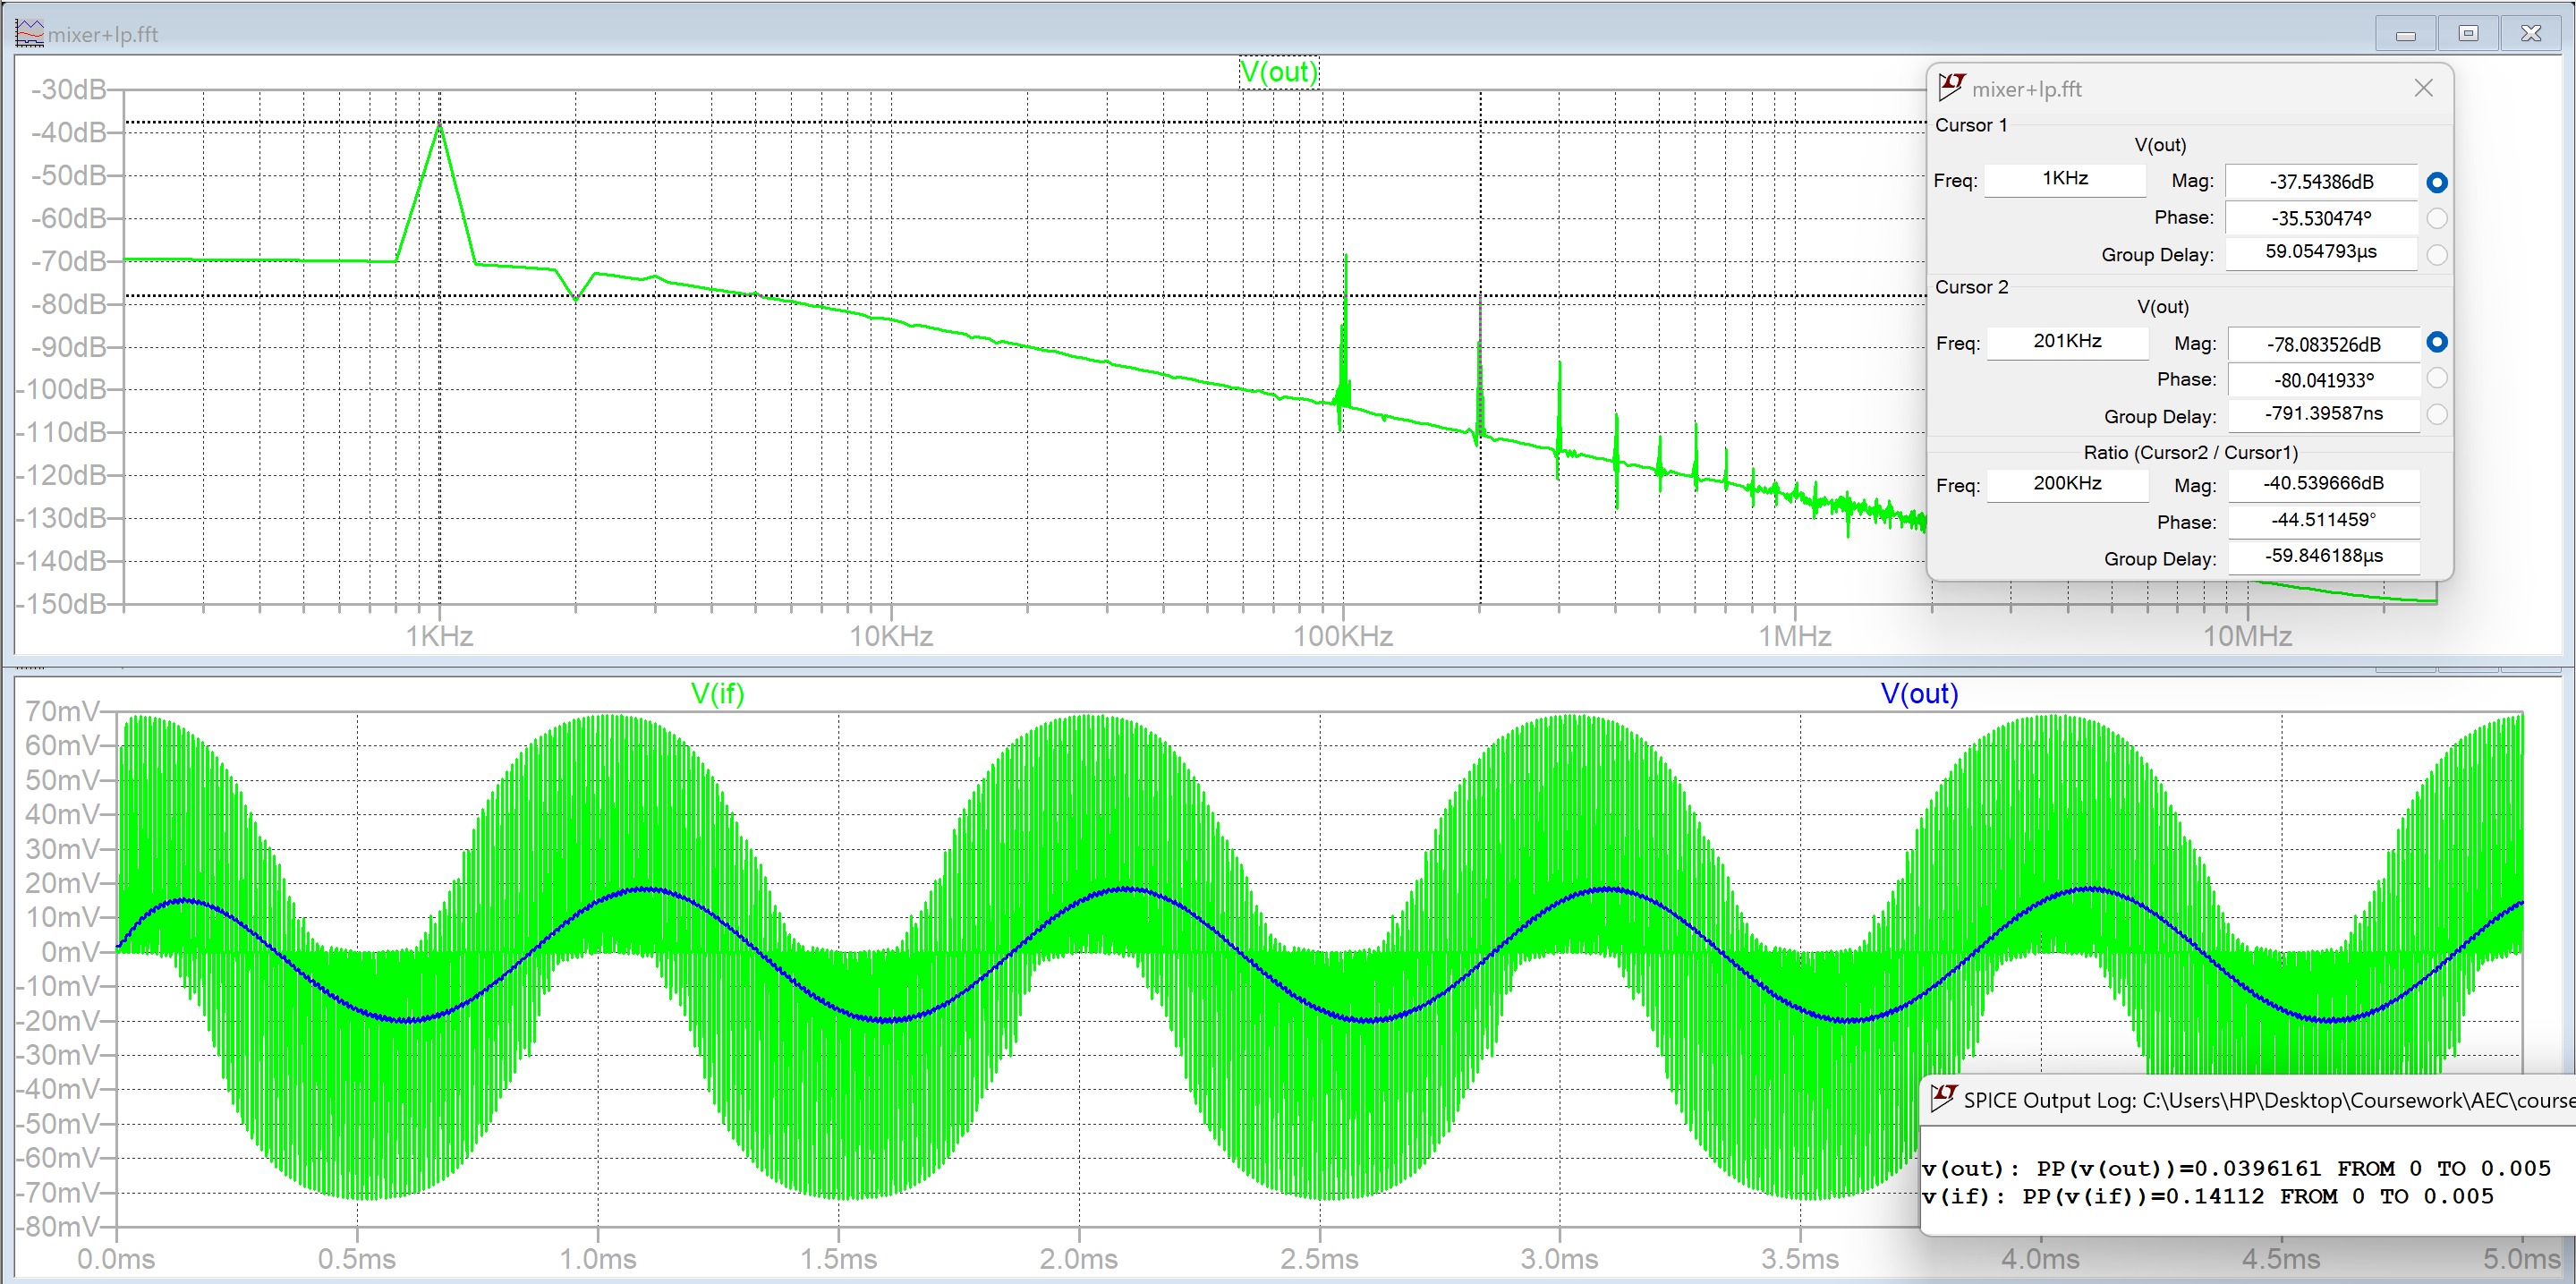 mixer+lp.fft
V(out)
-30dB
-40dB
-50dB
-60dB
-70dB
-80dB
-90dB
-100dB
-110dB
-120dB
-130dB
-140dB
-150dB
1KHz 10KHz 100KHz 1MHz 10MHz
mixer+lp.fft
Cursor 1
V(out)
Freq: 1KHz Mag: -37.54386dB
Phase: -35.530474°
Group Delay: 59.054793µs
Cursor 2
V(out)
Freq: 201KHz Mag: -78.083526dB
Phase: -80.041933°
Group Delay: -791.39587ns
Ratio (Cursor2 / Cursor1)
Freq: 200KHz Mag: -40.539666dB
Phase: -44.511459°
Group Delay: -59.846188µs
V(if) V(out)
70mV
60mV
50mV
40mV
30mV
20mV
10mV
0mV
-10mV
-20mV
-30mV
-40mV
-50mV
-60mV
-70mV
-80mV
0.0ms 0.5ms 1.0ms 1.5ms 2.0ms 2.5ms 3.0ms 3.5ms 4.0ms 4.5ms 5.0ms
SPICE Output Log: C:\Users\HP\Desktop\Coursework\AEC\course
v(out): PP(v(out))=0.0396161 FROM 0 TO 0.005
v(if): PP(v(if))=0.14112 FROM 0 TO 0.005